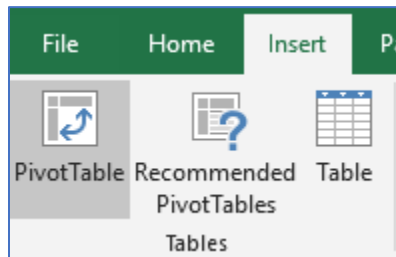 File Home Insert
PivotTable Recommended Table
PivotTables
Tables